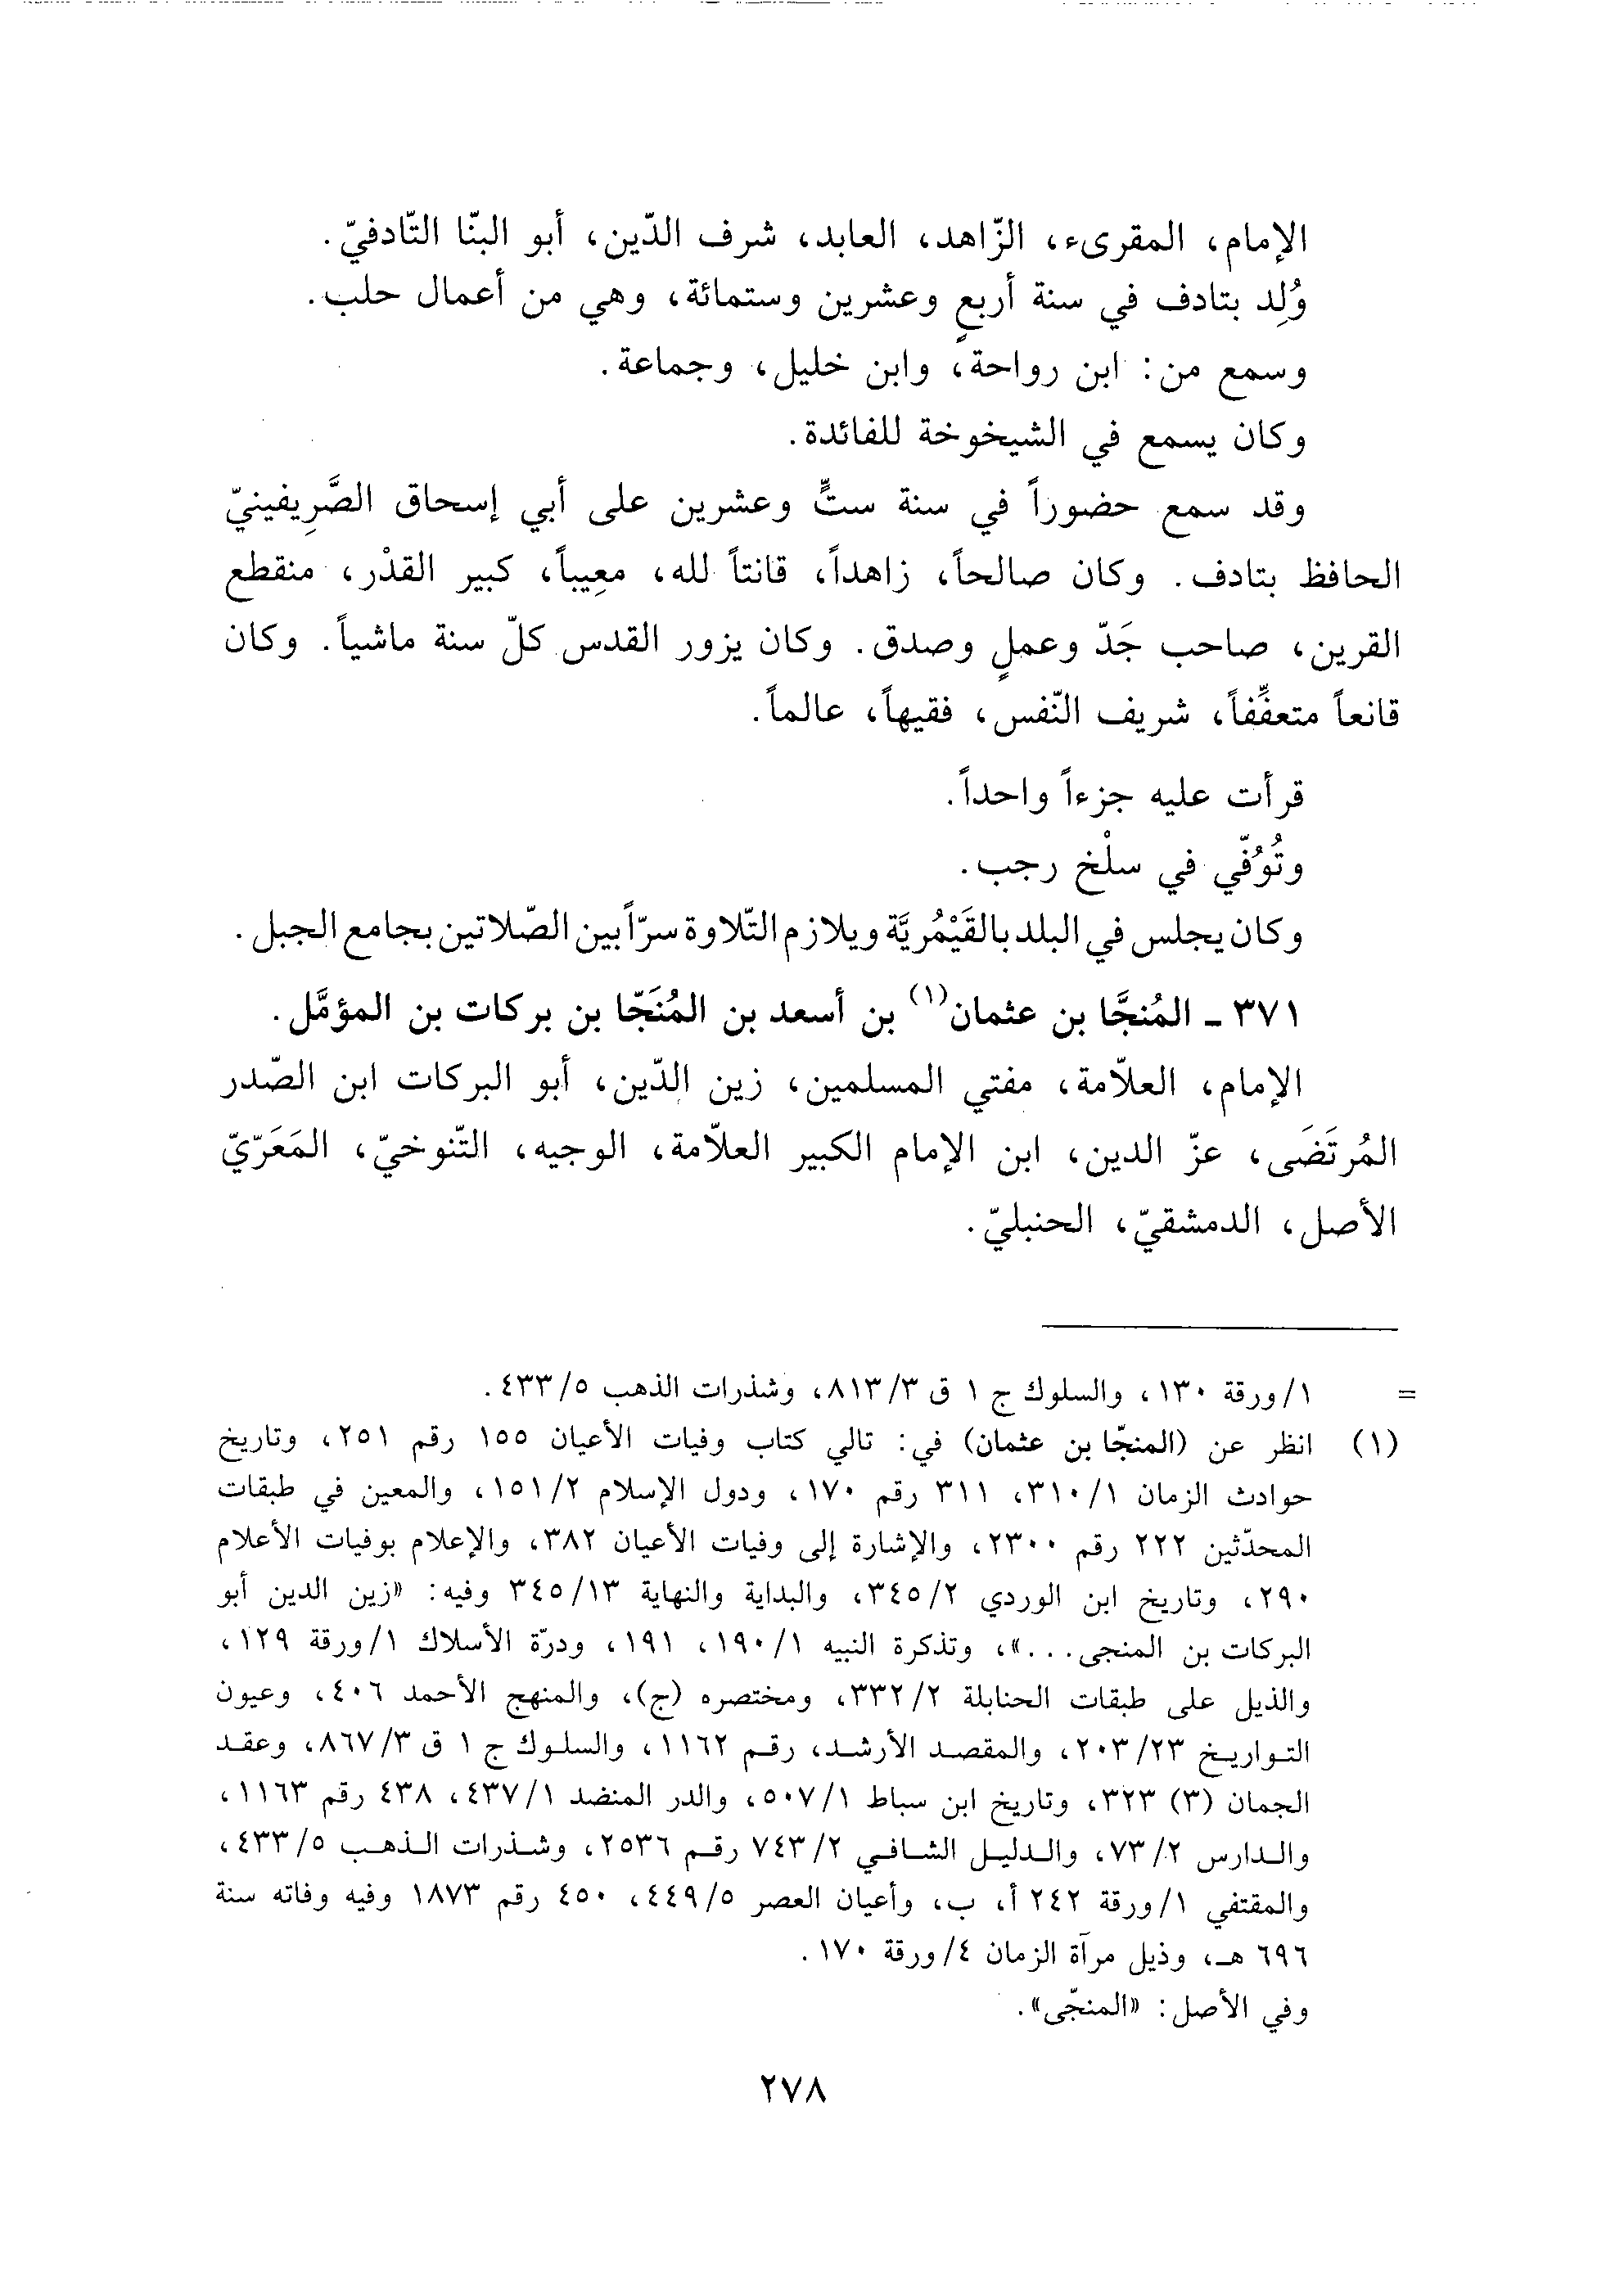 الإمام، المقرىء، الزّاهد، العابد، شرف الدّين، أبو البنّا التّادفيّ.
وُلِد بتادف في سنة أربعٍ وعشرين وستمائة، وهي من أعمال حلب.
وسمع من: ابن رواحة، وابن خليل، وجماعة.
وكان يسمع في الشيخوخة للفائدة.
وقد سمع حضوراً في سنة ستٍّ وعشرين على أبي إسحاق الصَّرِيفينيّ
الحافظ بتادف. وكان صالحاً، زاهداً، قانتاً لله، معِيباً، كبير القدْر، منقطع
القرين، صاحب جَدّ وعملٍ وصدق. وكان يزور القدس كلّ سنة ماشياً. وكان
قانعاً متعفِّفاً، شريف النّفس، فقيهاً، عالماً.
قرأت عليه جزءاً واحداً.
وتُوُفّي في سلْخ رجب.
وكان يجلس في البلد بالقَيْمُريَّة ويلازم التّلاوة سرّاً بين الصّلاتين بجامع الجبل.
٣٧١ ـ المُنجَّا بن عثمان(١) بن أسعد بن المُنَجّا بن بركات بن المؤمَّل.
الإمام، العلاّمة، مفتي المسلمين، زين الدّين، أبو البركات ابن الصّدر
المُرتَضَى، عزّ الدين، ابن الإمام الكبير العلاّمة، الوجيه، التّنوخيّ، المَعَرّيّ
الأصل، الدمشقيّ، الحنبليّ.
= ١/ورقة ١٣٠، والسلوك ج ١ ق ٨١٣/٣، وشذرات الذهب ٤٣٣/٥.
(١) انظر عن (المنجّا بن عثمان) في: تالي كتاب وفيات الأعيان ١٥٥ رقم ٢٥١، وتاريخ
حوادث الزمان ٣١٠/١، ٣١١ رقم ١٧٠، ودول الإسلام ١٥١/٢، والمعين في طبقات
المحدّثين ٢٢٢ رقم ٢٣٠٠، والإشارة إلى وفيات الأعيان ٣٨٢، والإعلام بوفيات الأعلام
٢٩٠، وتاريخ ابن الوردي ٣٤٥/٢، والبداية والنهاية ٣٤٥/١٣ وفيه: «زين الدين أبو
البركات بن المنجى...»، وتذكرة النبيه ١٩٠/١، ١٩١، ودرّة الأسلاك ١/ورقة ١٢٩،
والذيل على طبقات الحنابلة ٣٣٢/٢، ومختصره (ج)، والمنهج الأحمد ٤٠٦، وعيون
التواريخ ٢٠٣/٢٣، والمقصد الأرشد، رقم ١١٦٢، والسلوك ج ١ ق ٨٦٧/٣، وعقد
الجمان (٣) ٣٢٣، وتاريخ ابن سباط ٥٠٧/١، والدر المنضد ٤٣٧/١، ٤٣٨ رقم ١١٦٣،
والدارس ٧٣/٢، والدليل الشافي ٧٤٣/٢ رقم ٢٥٣٦، وشذرات الذهب ٤٣٣/٥،
والمقتفي ١/ورقة ٢٤٢ أ، ب، وأعيان العصر ٤٤٩/٥، ٤٥٠ رقم ١٨٧٣ وفيه وفاته سنة
٦٩٦ هـ، وذيل مرآة الزمان ٤/ورقة ١٧٠.
وفي الأصل: «المنجّى».
٢٧٨